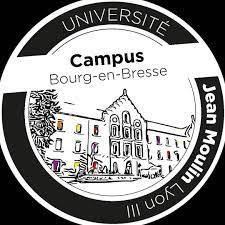 UNIVERSITÉ
Campus
Bourg-en-Bresse
Jean Moulin Lyon III